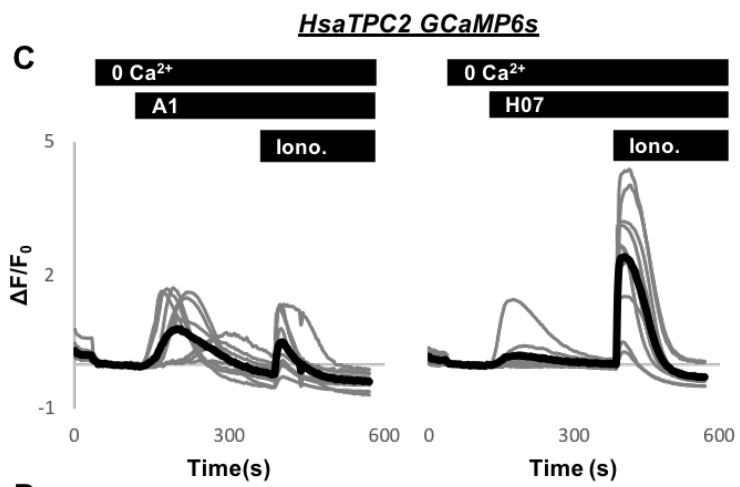 HsaTPC2 GCaMP6s
C
0 Ca²⁺
0 Ca²⁺
A1
H07
Iono.
Iono.
5
2
-1
ΔF/F₀
0
300
600
0
300
600
Time(s)
Time (s)